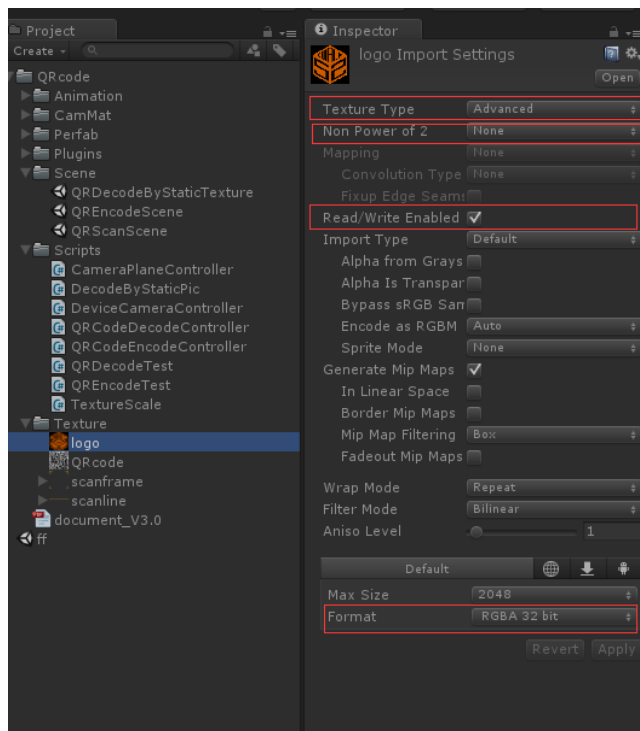 Project
Create
QRcode
Animation
CamMat
Perfab
Plugins
Scene
QRDecodeByStaticTexture
QREncodeScene
QRScanScene
Scripts
CameraPlaneController
DecodeByStaticPic
DeviceCameraController
QRCodeDecodeController
QRCodeEncodeController
QRDecodeTest
QREncodeTest
TextureScale
Texture
logo
QRcode
scanframe
scanline
document_V3.0
ff
Inspector
logo Import Settings
Open
Texture Type Advanced
Non Power of 2 None
Mapping None
Convolution Type None
Fixup Edge Seams
Read/Write Enabled
Import Type Default
Alpha from Grays
Alpha Is Transpar
Bypass sRGB Sam
Encode as RGBM Auto
Sprite Mode None
Generate Mip Maps
In Linear Space
Border Mip Maps
Mip Map Filtering Box
Fadeout Mip Maps
Wrap Mode Repeat
Filter Mode Bilinear
Aniso Level 1
Default
Max Size 2048
Format RGBA 32 bit
Revert Apply